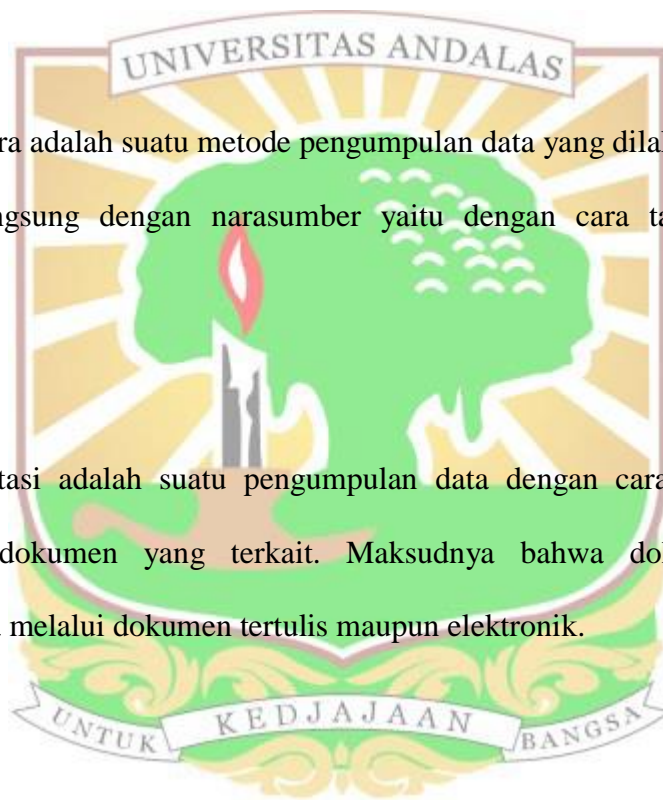 UNIVERSITAS ANDALAS
ra adalah suatu metode pengumpulan data yang dilal
ngsung dengan narasumber yaitu dengan cara ta
tasi adalah suatu pengumpulan data dengan cara
dokumen yang terkait. Maksudnya bahwa dol
melalui dokumen tertulis maupun elektronik.
UNTUK KEDJAJAAN BANGSA